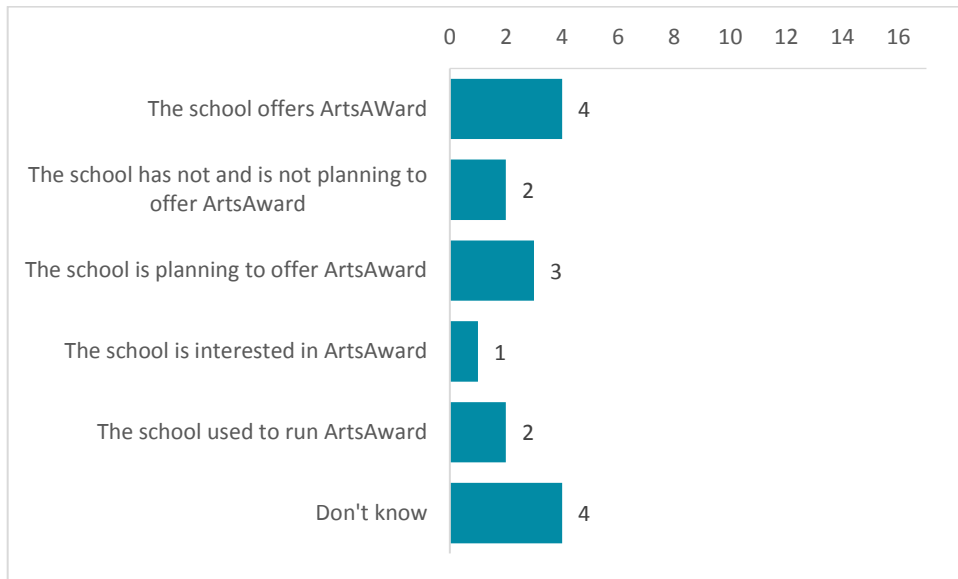 0 2 4 6 8 10 12 14 16
The school offers ArtsAWard
4
The school has not and is not planning to
offer ArtsAward
2
The school is planning to offer ArtsAward
3
The school is interested in ArtsAward
1
The school used to run ArtsAward
2
Don't know
4